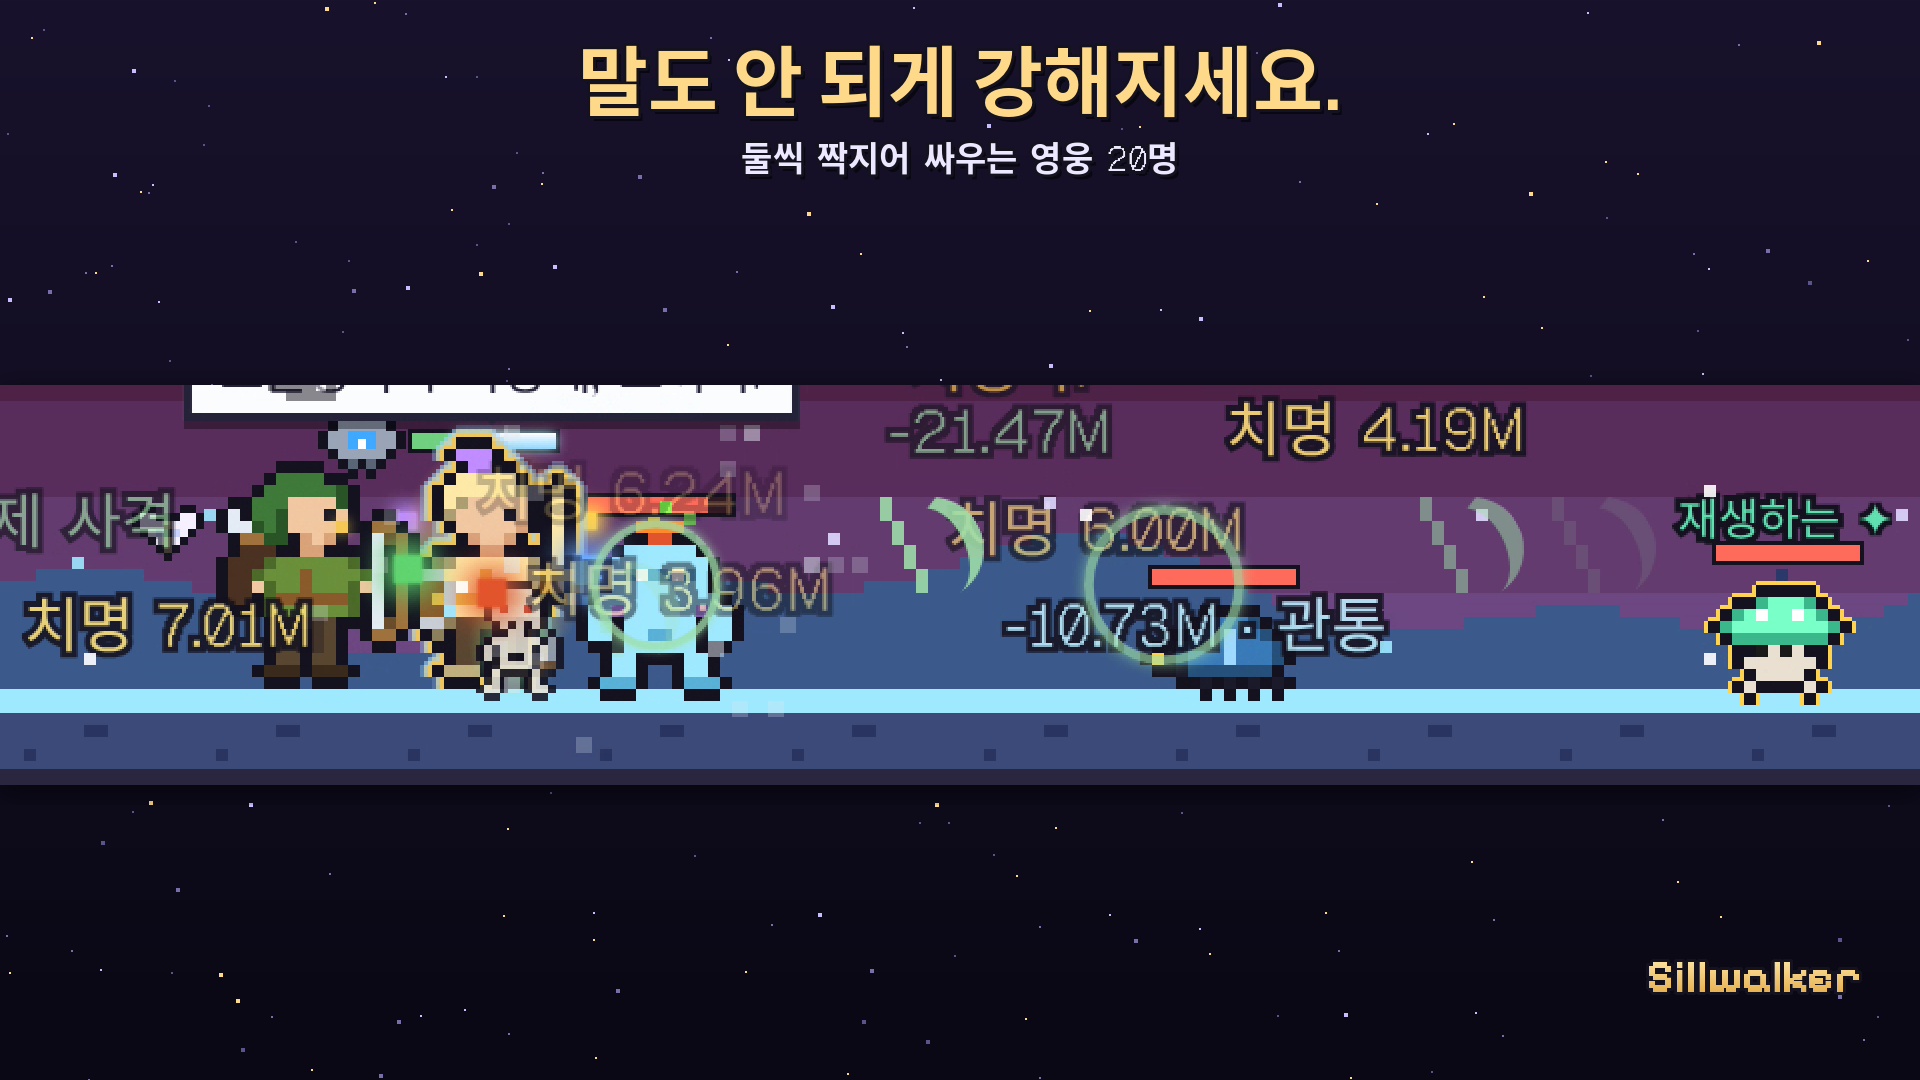 말도 안 되게 강해지세요.
둘씩 짝지어 싸우는 영웅 20명
-21.47M
치명 4.19M
치명 6.24M
제 사격
치명 6.00M
재생하는 ✦
치명 3.96M
치명 7.01M
-10.73M · 관통
Sillwalker